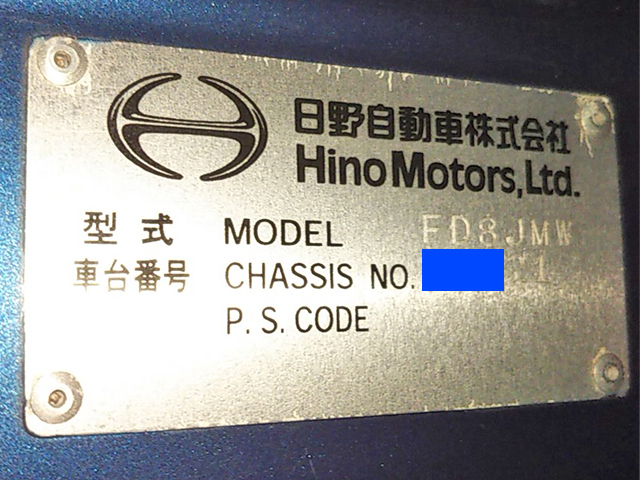 日野自動車株式会社
Hino Motors, Ltd.
型式 MODEL FD8JMW
車台番号 CHASSIS NO.
P.S.CODE